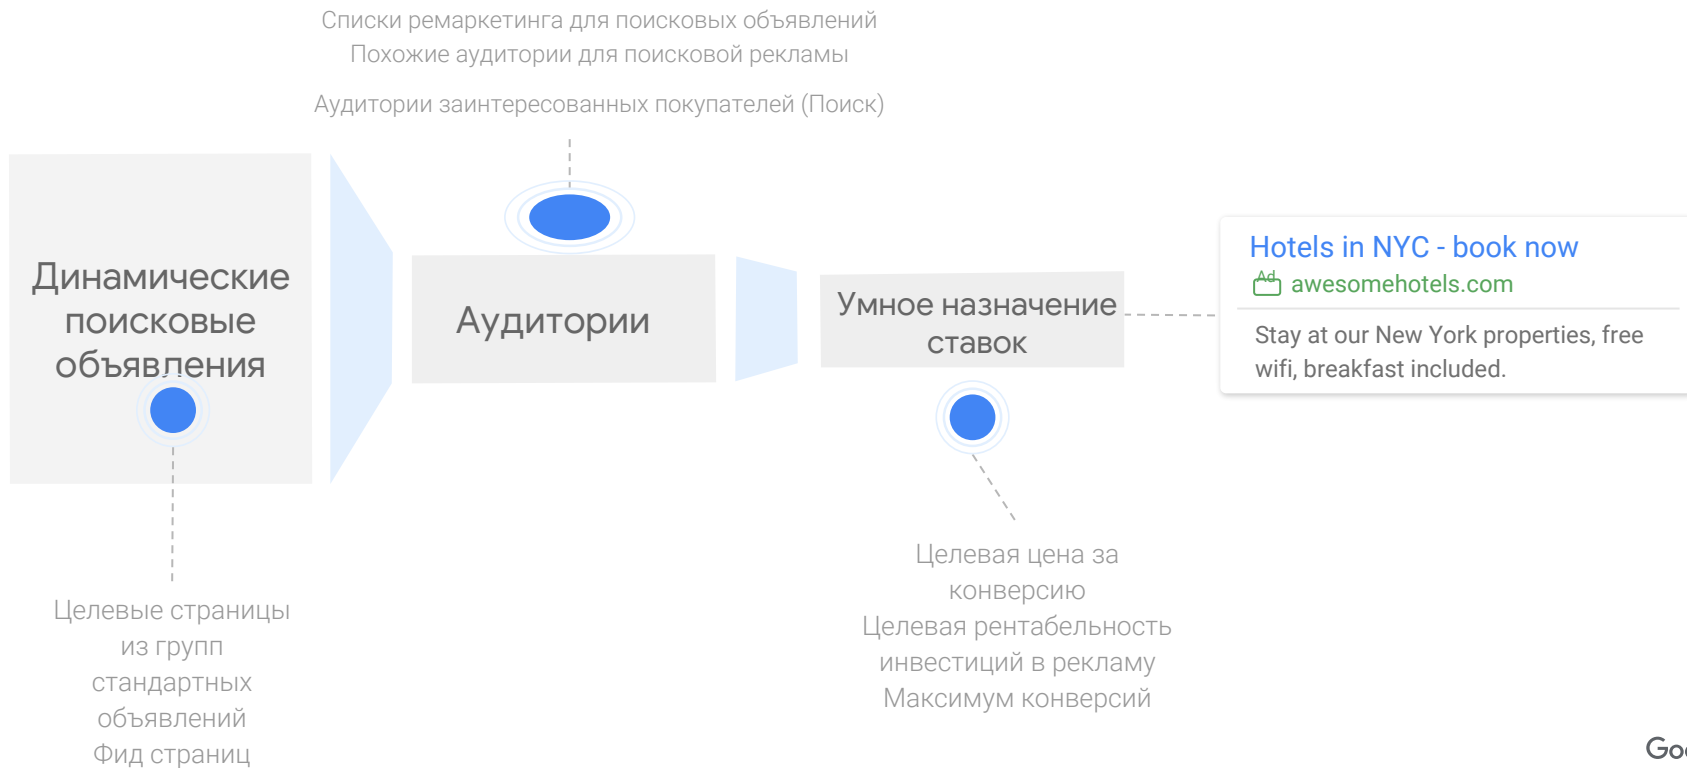 Списки ремаркетинга для поисковых объявлений
Похожие аудитории для поисковой рекламы
Аудитории заинтересованных покупателей (Поиск)
Динамические
поисковые
объявления
Аудитории
Умное назначение
ставок
Hotels in NYC - book now
Ad awesomehotels.com
Stay at our New York properties, free
wifi, breakfast included.
Целевые страницы
из групп
стандартных
объявлений
Фид страниц
Целевая цена за
конверсию
Целевая рентабельность
инвестиций в рекламу
Максимум конверсий